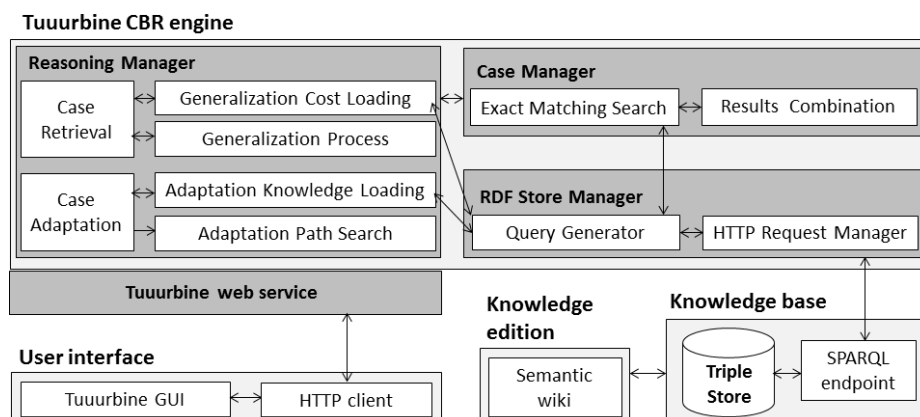 Tuuurbine CBR engine
Reasoning Manager
Case
Retrieval
Generalization Cost Loading
Generalization Process
Case
Adaptation
Adaptation Knowledge Loading
Adaptation Path Search
Case Manager
Exact Matching Search
Results Combination
RDF Store Manager
Query Generator
HTTP Request Manager
Tuuurbine web service
User interface
Tuuurbine GUI
HTTP client
Knowledge
edition
Semantic
wiki
Knowledge base
Triple
Store
SPARQL
endpoint